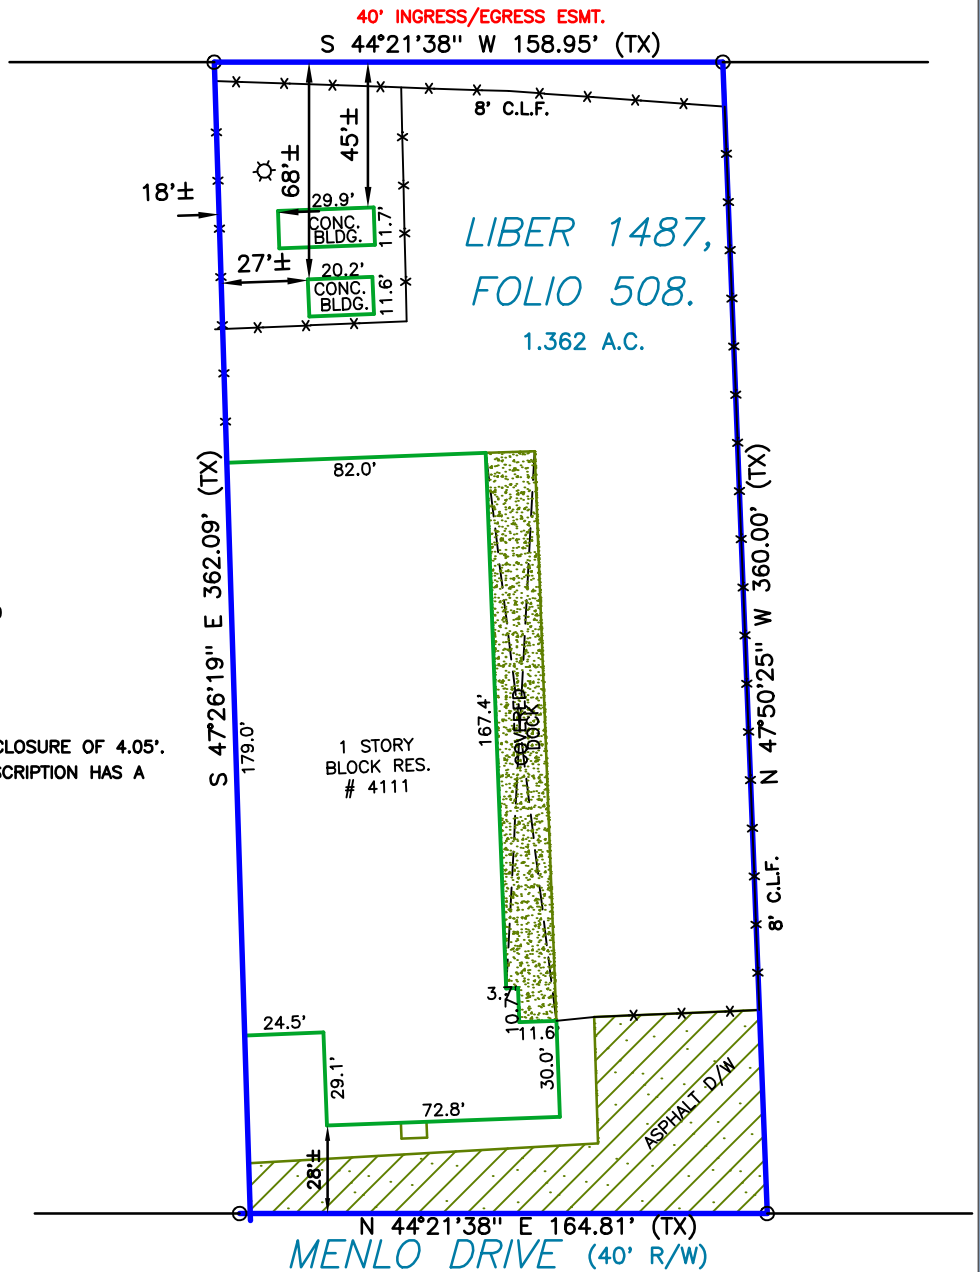 40' INGRESS/EGRESS ESMT.
S 44°21'38" W 158.95' (TX)
8' C.L.F.
45'±
68'±
18'±
29.9'
CONC.
BLDG.
11.7'
27'±
20.2'
CONC.
BLDG.
11.6'
LIBER 1487,
FOLIO 508.
1.362 A.C.
82.0'
S 47°26'19" E 362.09' (TX)
N 47°50'25" W 360.00' (TX)
167.4'
COVERED
DOCK
179.0'
1 STORY
BLOCK RES.
# 4111
CLOSURE OF 4.05'.
SCRIPTION HAS A
8' C.L.F.
3.7
10.7'
11.6
24.5'
29.1'
30.0'
72.8'
ASPHALT D/W
28'±
N 44°21'38" E 164.81' (TX)
MENLO DRIVE (40' R/W)